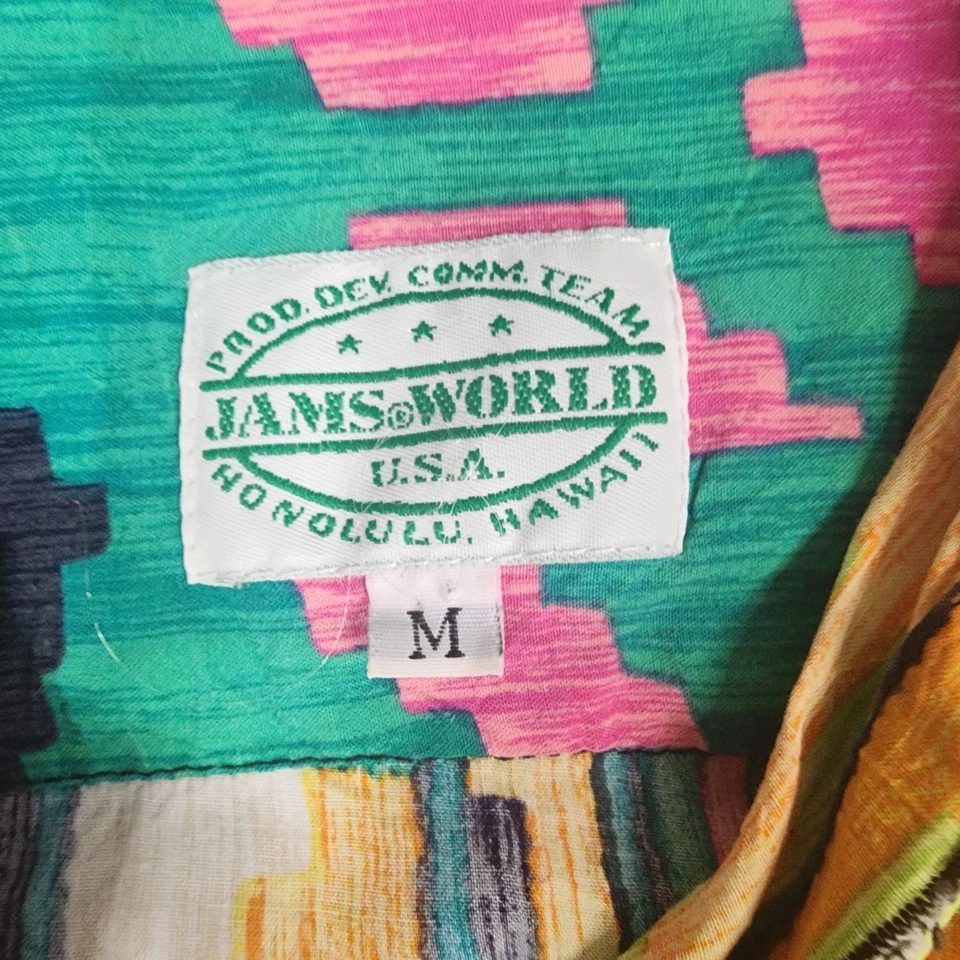 PROD. DEV. COMM. TEAM
JAMS®WORLD
U.S.A.
HONOLULU, HAWAII
M